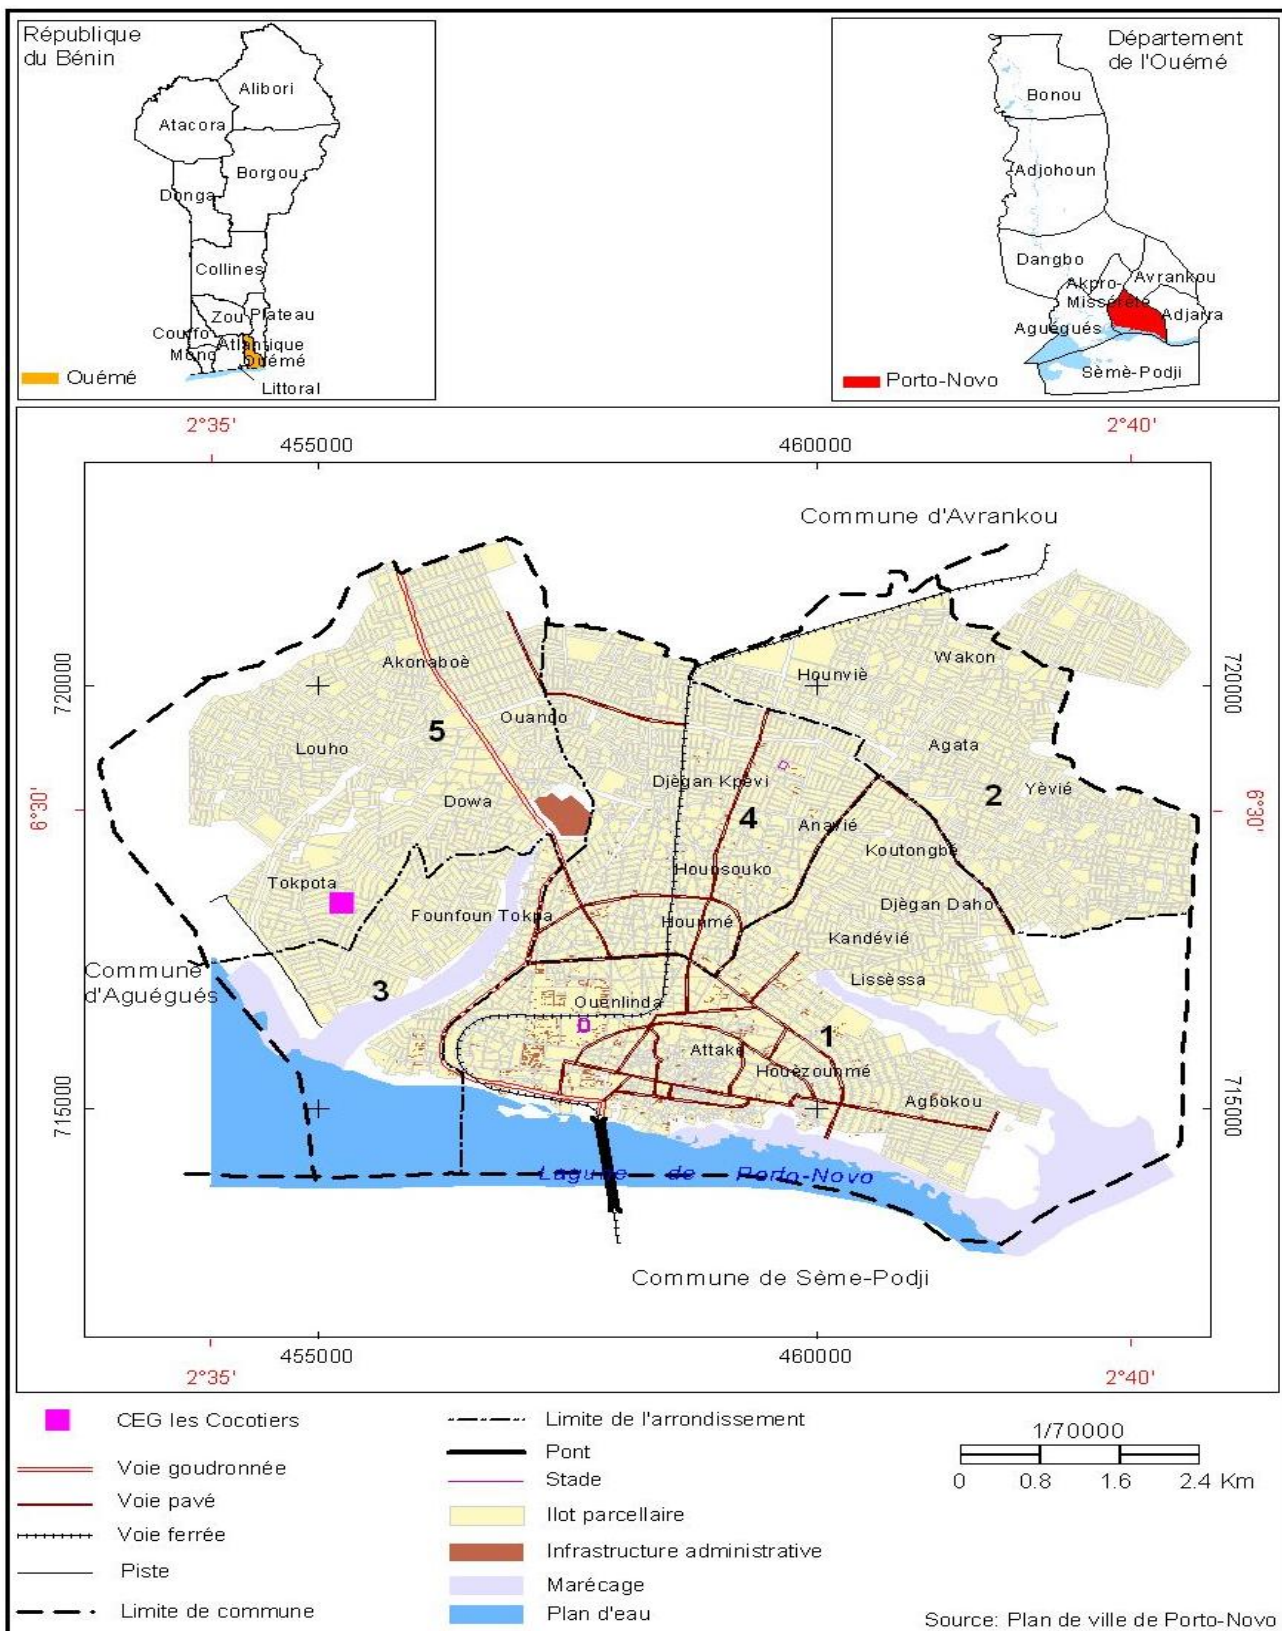 République
du Bénin
Alibori
Atacora
Borgou
Donga
Collines
Zou
Plateau
Couffo
Mono
Atlantique
Ouémé
Littoral
Ouémé
Département
de l'Ouémé
Bonou
Adjohoun
Dangbo
Avrankou
Akpro-
Missérété
Adjarra
Aguégués
Sèmè-Podji
Porto-Novo
2°35'
455000
460000
2°40'
Commune d'Avrankou
720000
720000
Akonaboè
Wakon
Hounviè
Ouando
5
Louho
Agata
Djègan Kpevi
2
Yèvié
Dowa
6°30'
6°30'
4
Anavié
Koutongbé
Hounsouko
Tokpota
Founfoun Tokpa
Hounmé
Djègan Daho
Kandévié
Commune
d'Aguégués
Lissèssa
3
Ouenlinda
1
Attaké
Houèzounmé
Agbokou
715000
715000
Lagune de Porto-Novo
Commune de Sème-Podji
455000
460000
2°35'
2°40'
CEG les Cocotiers
Voie goudronnée
Voie pavé
Voie ferrée
Piste
Limite de commune
Limite de l'arrondissement
Pont
Stade
Ilot parcellaire
Infrastructure administrative
Marécage
Plan d'eau
1/70000
0 0.8 1.6 2.4 Km
Source: Plan de ville de Porto-Novo